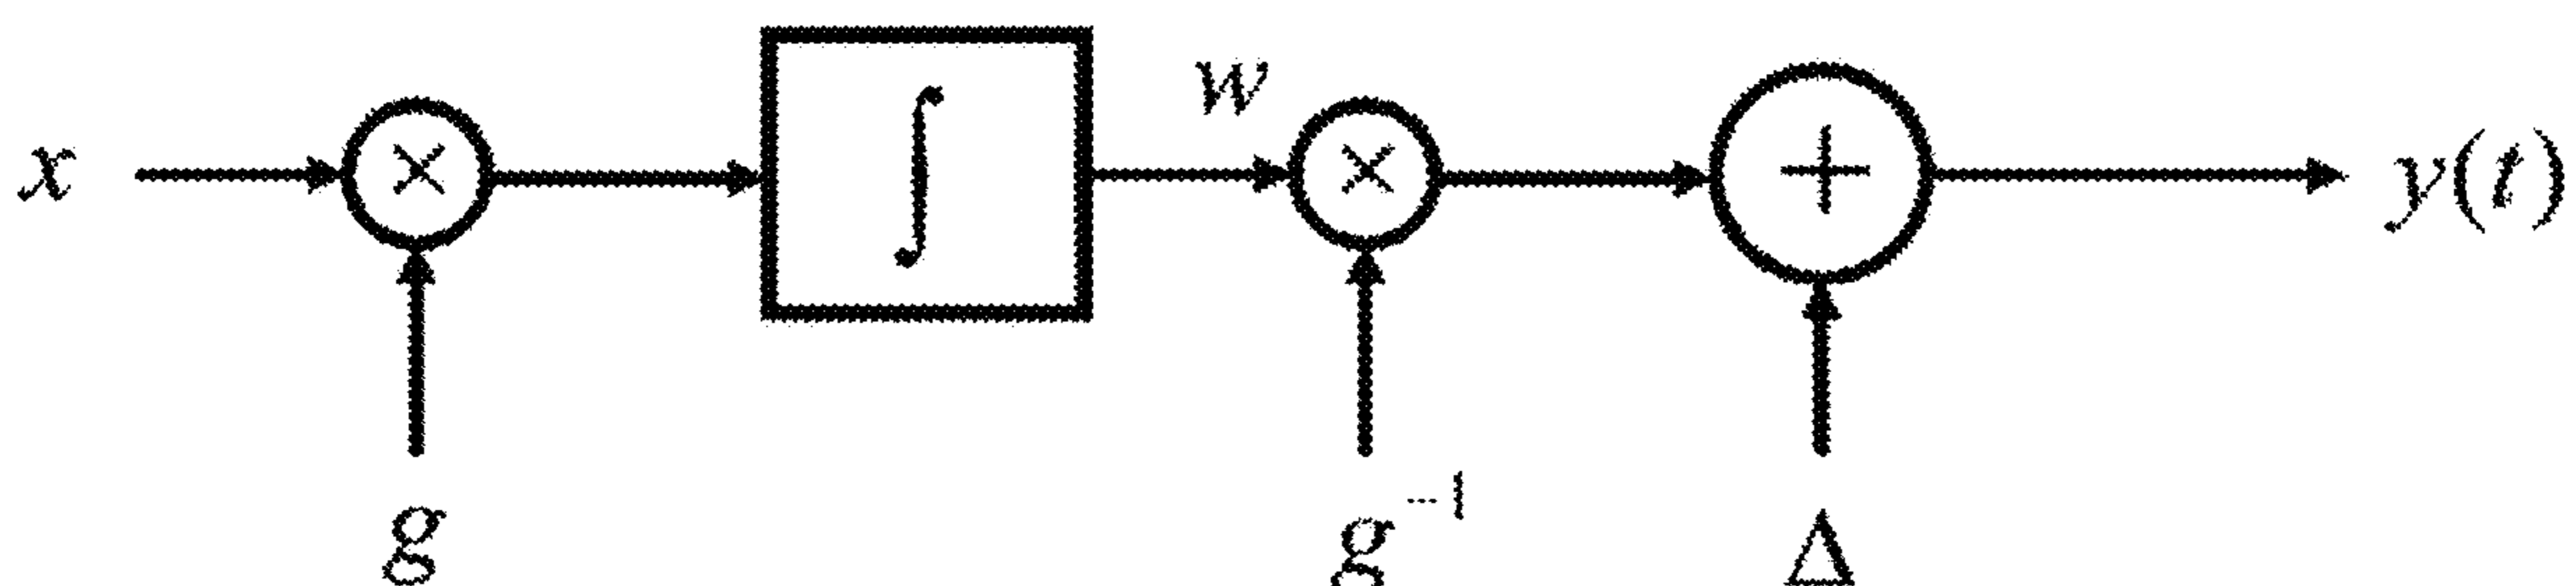 x × ∫ w × + y(t)
g g⁻¹ Δ